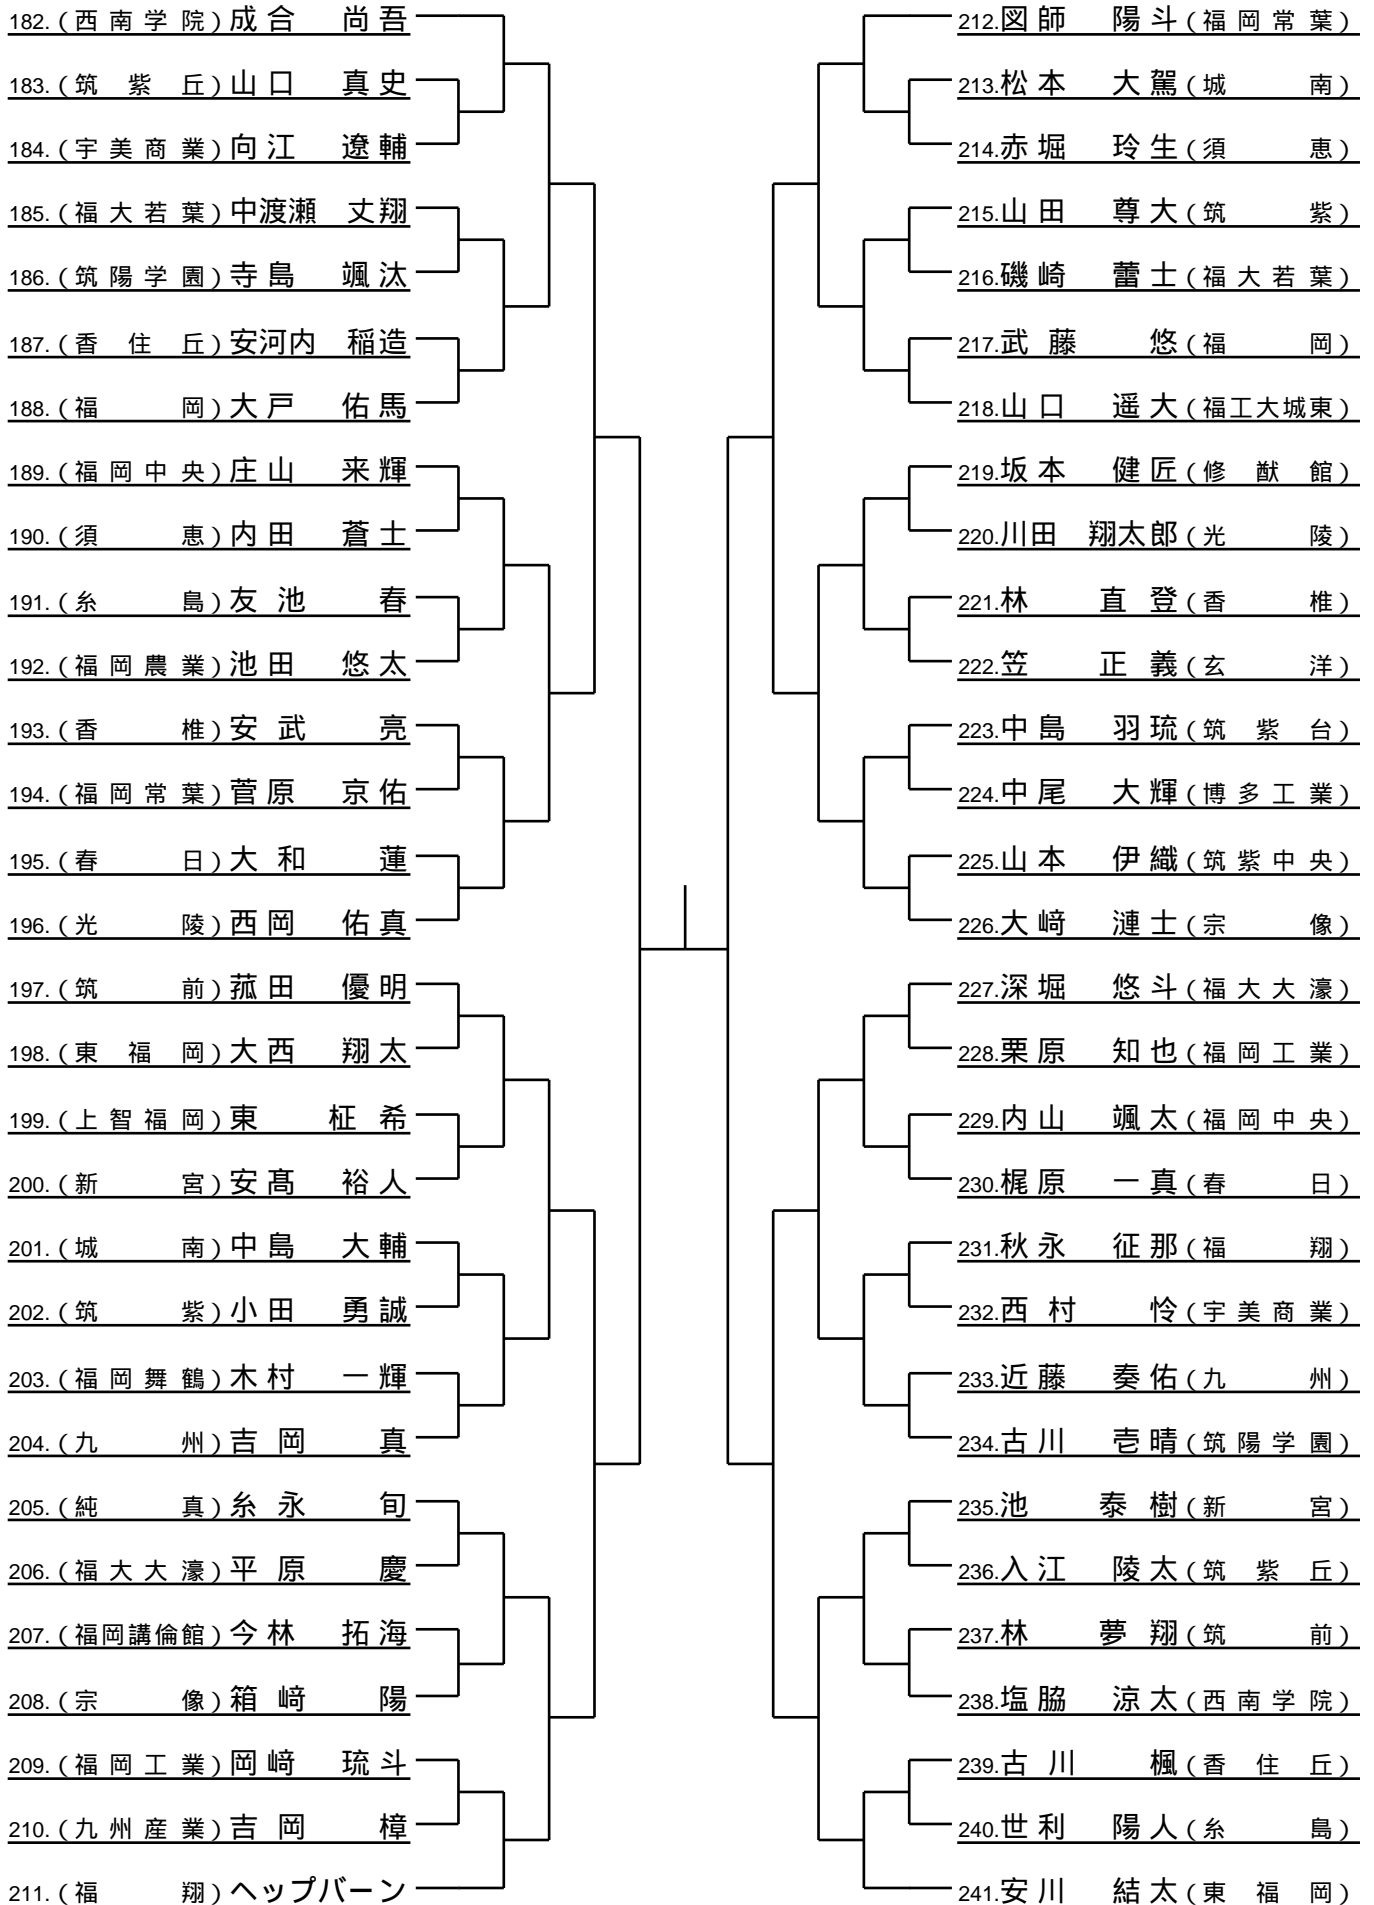 182.(西南学院)成合 尚吾
183.(筑紫丘)山口 真史
184.(宇美商業)向江 遼輔
185.(福大若葉)中渡瀬 丈翔
186.(筑陽学園)寺島 颯汰
187.(香住丘)安河内 稲造
188.(福岡)大戸 佑馬
189.(福岡中央)庄山 来輝
190.(須恵)内田 蒼士
191.(糸島)友池 春
192.(福岡農業)池田 悠太
193.(香椎)安武 亮
194.(福岡常葉)菅原 京佑
195.(春日)大和 蓮
196.(光陵)西岡 佑真
197.(筑前)菰田 優明
198.(東福岡)大西 翔太
199.(上智福岡)東 柾希
200.(新宮)安髙 裕人
201.(城南)中島 大輔
202.(筑紫)小田 勇誠
203.(福岡舞鶴)木村 一輝
204.(九州)吉岡 真
205.(純真)糸永 旬
206.(福大大濠)平原 慶
207.(福岡講倫館)今林 拓海
208.(宗像)箱﨑 陽
209.(福岡工業)岡﨑 琉斗
210.(九州産業)吉岡 樟
211.(福翔)ヘップバーン
212.図師 陽斗(福岡常葉)
213.松本 大駕(城南)
214.赤堀 玲生(須恵)
215.山田 尊大(筑紫)
216.磯崎 蕾士(福大若葉)
217.武藤 悠(福岡)
218.山口 遥大(福工大城東)
219.坂本 健匠(修猷館)
220.川田 翔太郎(光陵)
221.林 直登(香椎)
222.笠 正義(玄洋)
223.中島 羽琉(筑紫台)
224.中尾 大輝(博多工業)
225.山本 伊織(筑紫中央)
226.大﨑 漣士(宗像)
227.深堀 悠斗(福大大濠)
228.栗原 知也(福岡工業)
229.内山 颯太(福岡中央)
230.梶原 一真(春日)
231.秋永 征那(福翔)
232.西村 怜(宇美商業)
233.近藤 奏佑(九州)
234.古川 壱晴(筑陽学園)
235.池 泰樹(新宮)
236.入江 陵太(筑紫丘)
237.林 夢翔(筑前)
238.塩脇 涼太(西南学院)
239.古川 楓(香住丘)
240.世利 陽人(糸島)
241.安川 結太(東福岡)